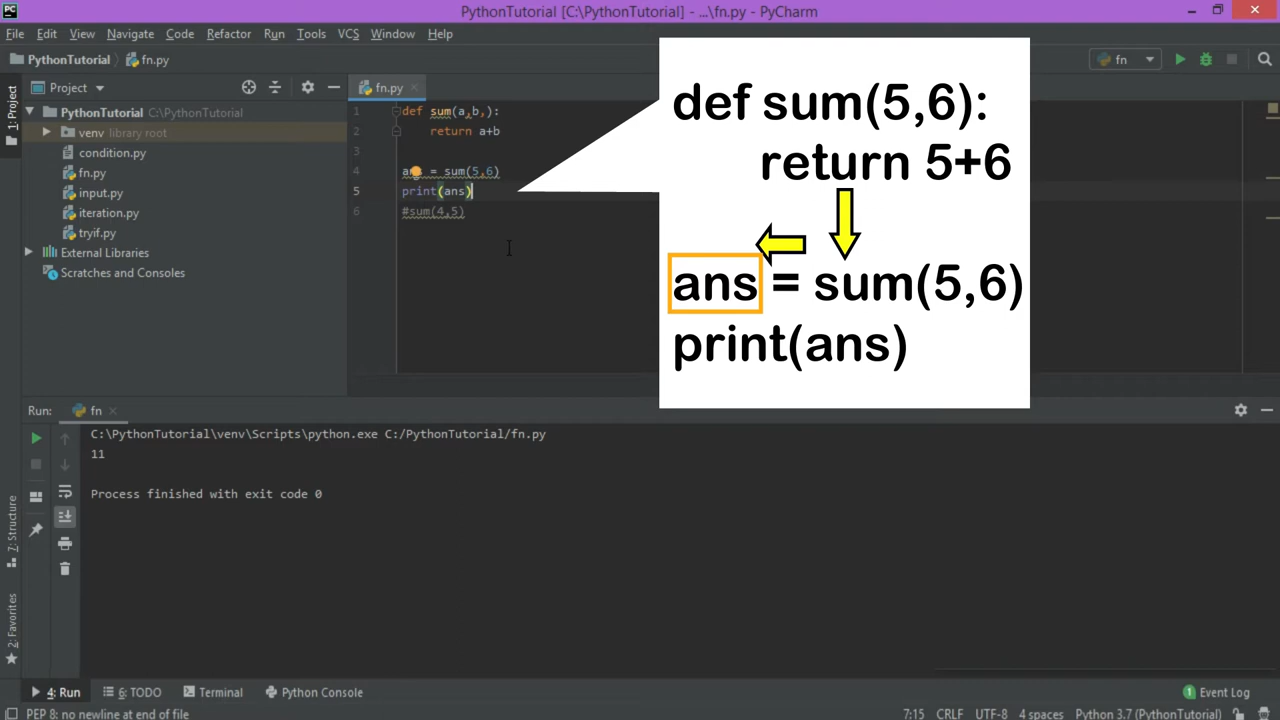 PC
PythonTutorial [C:\PythonTutorial] - ...\fn.py - PyCharm
File Edit View Navigate Code Refactor Run Tools VCS Window Help
PythonTutorial fn.py
fn
1: Project
Project
fn.py
PythonTutorial C:\PythonTutorial
venv library root
condition.py
fn.py
input.py
iteration.py
tryif.py
External Libraries
Scratches and Consoles
1 def sum(a,b,):
2 return a+b
3
4 = sum(5,6)
5 print(ans)
6 #sum(4,5)
def sum(5,6):
return 5+6
ans = sum(5,6)
print(ans)
Run: fn
C:\PythonTutorial\venv\Scripts\python.exe C:/PythonTutorial/fn.py
11
Process finished with exit code 0
7: Structure
2: Favorites
4: Run 6: TODO Terminal Python Console 1 Event Log
PEP 8: no newline at end of file 7:15 CRLF UTF-8 4 spaces Python 3.7 (PythonTutorial)